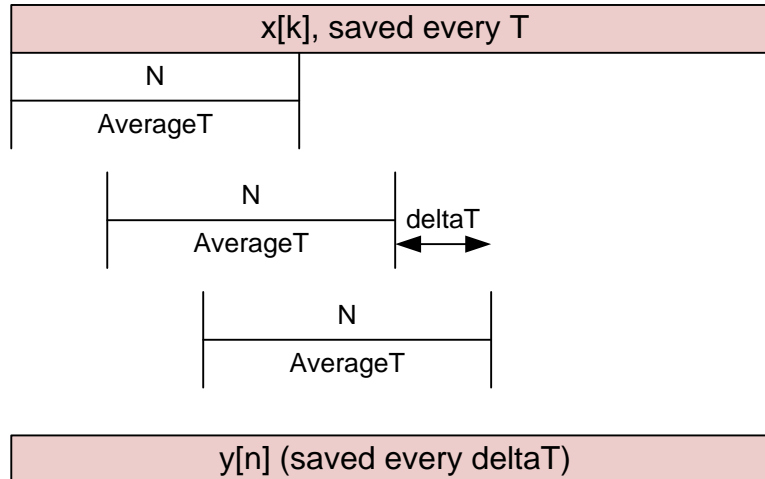 x[k], saved every T
N
AverageT
N
deltaT
AverageT
N
AverageT
y[n] (saved every deltaT)